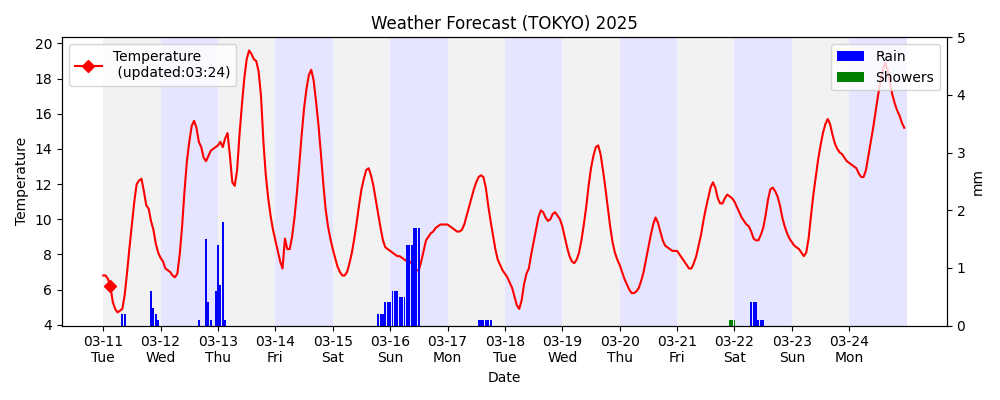 Weather Forecast (TOKYO) 2025
Temperature
(updated:03:24)
Rain
Showers
20
18
16
14
12
10
8
6
4
Temperature
5
4
3
2
1
0
mm
03-11 03-12 03-13 03-14 03-15 03-16 03-17 03-18 03-19 03-20 03-21 03-22 03-23 03-24
Tue Wed Thu Fri Sat Sun Mon Tue Wed Thu Fri Sat Sun Mon
Date